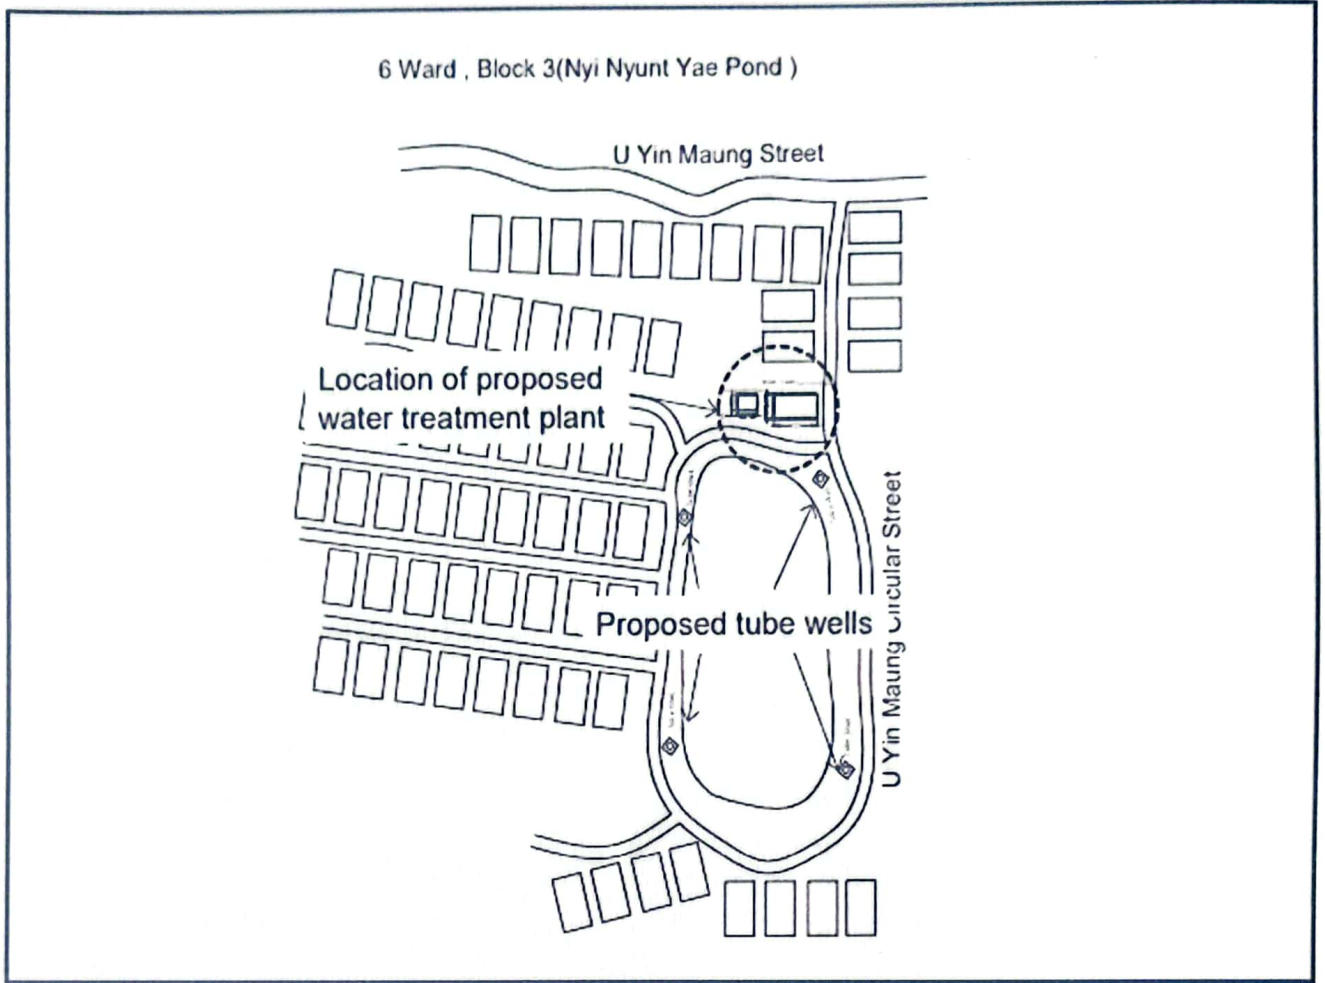 6 Ward , Block 3(Nyi Nyunt Yae Pond )
U Yin Maung Street
Location of proposed
water treatment plant
Proposed tube wells
U Yin Maung Circular Street